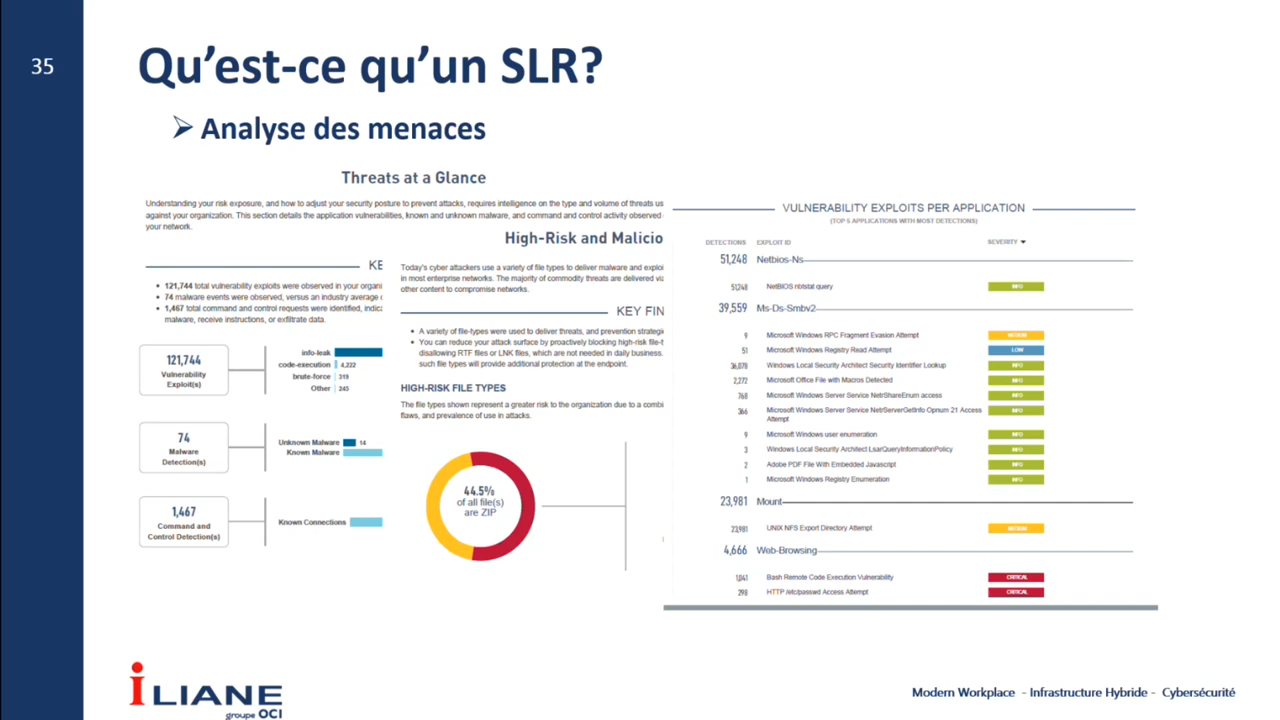 35
Qu'est-ce qu'un SLR?
Analyse des menaces
Threats at a Glance
Understanding your risk exposure, and how to adjust your security posture to prevent attacks, requires intelligence on the type and volume of threats us
against your organization. This section details the application vulnerabilities, known and unknown malware, and command and control activity observed
your network.
KE
• 121,744 total vulnerability exploits were observed in your organi
• 74 malware events were observed, versus an industry average
• 1,467 total command and control requests were identified, indic
malware, receive instructions, or exfiltrate data.
121,744
Vulnerability
Exploit(s)
info-leak
code-execution 4,222
brute-force 319
Other 243
74
Malware
Detection(s)
Unknown Malware 14
Known Malware
1,467
Command and
Control Detection(s)
Known Connections
High-Risk and Malicio
Today's cyber attackers use a variety of file types to deliver malware and exploi
in most enterprise networks. The majority of commodity threats are delivered via
other content to compromise networks.
KEY FIN
• A variety of file-types were used to deliver threats, and prevention strategi
• You can reduce your attack surface by proactively blocking high-risk file-t
disallowing RTF files or LNK files, which are not needed in daily business.
such file types will provide additional protection at the endpoint.
HIGH-RISK FILE TYPES
The file types shown represent a greater risk to the organization due to a combi
flaws, and prevalence of use in attacks.
44.5%
of all file(s)
are ZIP
VULNERABILITY EXPLOITS PER APPLICATION
(TOP 5 APPLICATIONS WITH MOST DETECTIONS)
DETECTIONS EXPLOIT ID SEVERITY
51,248 Netbios-Ns
51,248 NetBIOS nbtstat query INFO
39,559 Ms-Ds-Smbv2
9 Microsoft Windows RPC Fragment Evasion Attempt MEDIUM
51 Microsoft Windows Registry Read Attempt LOW
36,070 Windows Local Security Architect Security Identifier Lookup INFO
2,272 Microsoft Office File with Macros Detected INFO
768 Microsoft Windows Server Service NetrShareEnum access INFO
366 Microsoft Windows Server Service NetrServerGetInfo Opnum 21 Access INFO
Attempt
9 Microsoft Windows user enumeration INFO
3 Windows Local Security Architect LsarQueryInformationPolicy INFO
2 Adobe PDF File With Embedded Javascript INFO
1 Microsoft Windows Registry Enumeration INFO
23,981 Mount
23,981 UNIX NFS Export Directory Attempt MEDIUM
4,666 Web-Browsing
1,041 Bash Remote Code Execution Vulnerability CRITICAL
298 HTTP /etc/passwd Access Attempt CRITICAL
iLIANE
groupe OCI
Modern Workplace - Infrastructure Hybride - Cybersécurité